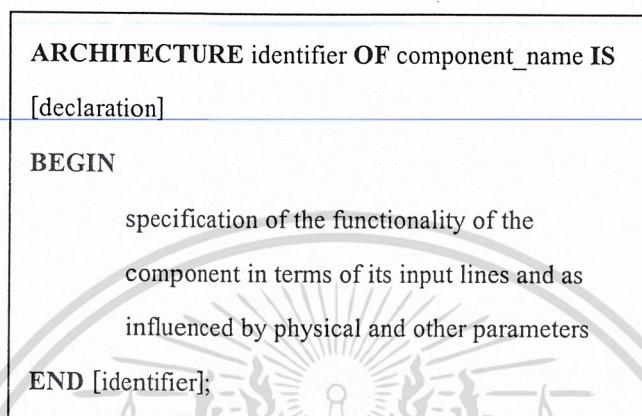 ARCHITECTURE identifier OF component_name IS
[declaration]
BEGIN
specification of the functionality of the
component in terms of its input lines and as
influenced by physical and other parameters
END [identifier];